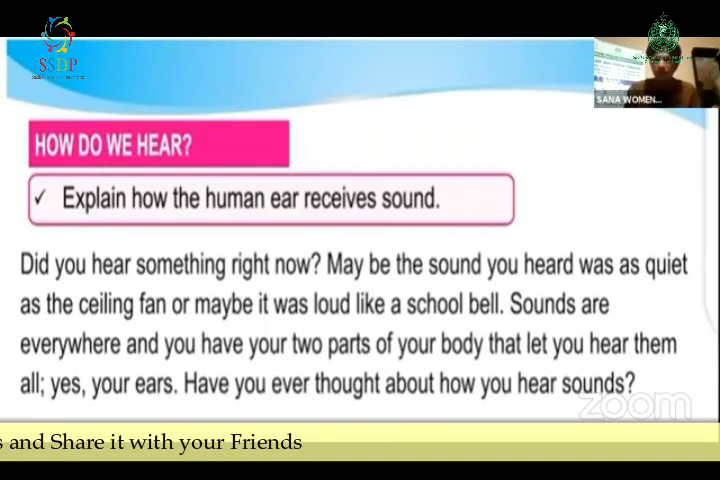 SSDP
SANA WOMEN...
HOW DO WE HEAR?
✓ Explain how the human ear receives sound.
Did you hear something right now? May be the sound you heard was as quiet
as the ceiling fan or maybe it was loud like a school bell. Sounds are
everywhere and you have your two parts of your body that let you hear them
all; yes, your ears. Have you ever thought about how you hear sounds?
zoom
s and Share it with your Friends